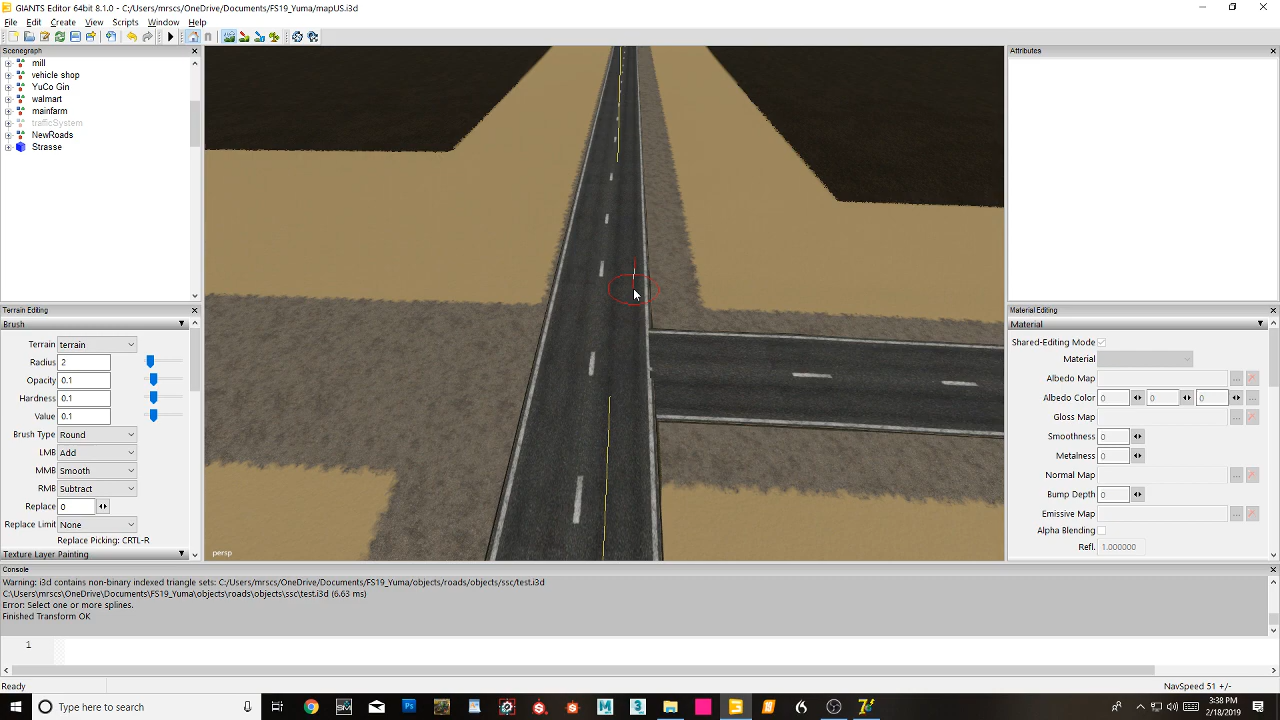 GIANTS Editor 64bit 8.1.0 - C:/Users/mrscs/OneDrive/Documents/FS19_Yuma/mapUS.i3d
File Edit Create View Scripts Window Help
Scenegraph
mill
vehicle shop
YuCo Gin
walmart
mainfarm
trafficSystem
NewRoads
Strasse
Terrain Editing
Brush
Terrain terrain
Radius 2
Opacity 0.1
Hardness 0.1
Value 0.1
Brush Type Round
LMB Add
MMB Smooth
RMB Subtract
Replace 0
Replace Limit None
Replace Picking: CRTL-R
Texture Layer Painting
persp
Attributes
Material Editing
Material
Shared-Editing Mode
Material
Albedo Map ...
Albedo Color 0 0 0 ...
Gloss Map ...
Smoothness 0
Metalness 0
Normal Map ...
Bump Depth 0
Emissive Map ...
Alpha Blending
Refl. 1.000000
Console
Warning: i3d contains non-binary indexed triangle sets: C:/Users/mrscs/OneDrive/Documents/FS19_Yuma/objects/roads/objects/ssc/test.i3d
C:\Users\mrscs\OneDrive\Documents\FS19_Yuma\objects\roads\objects\ssc\test.i3d (6.63 ms)
Error: Select one or more splines.
Finished Transform OK
1
Ready
NavSpeed 51 +/-
Type here to search
3:38 PM
2/18/2019